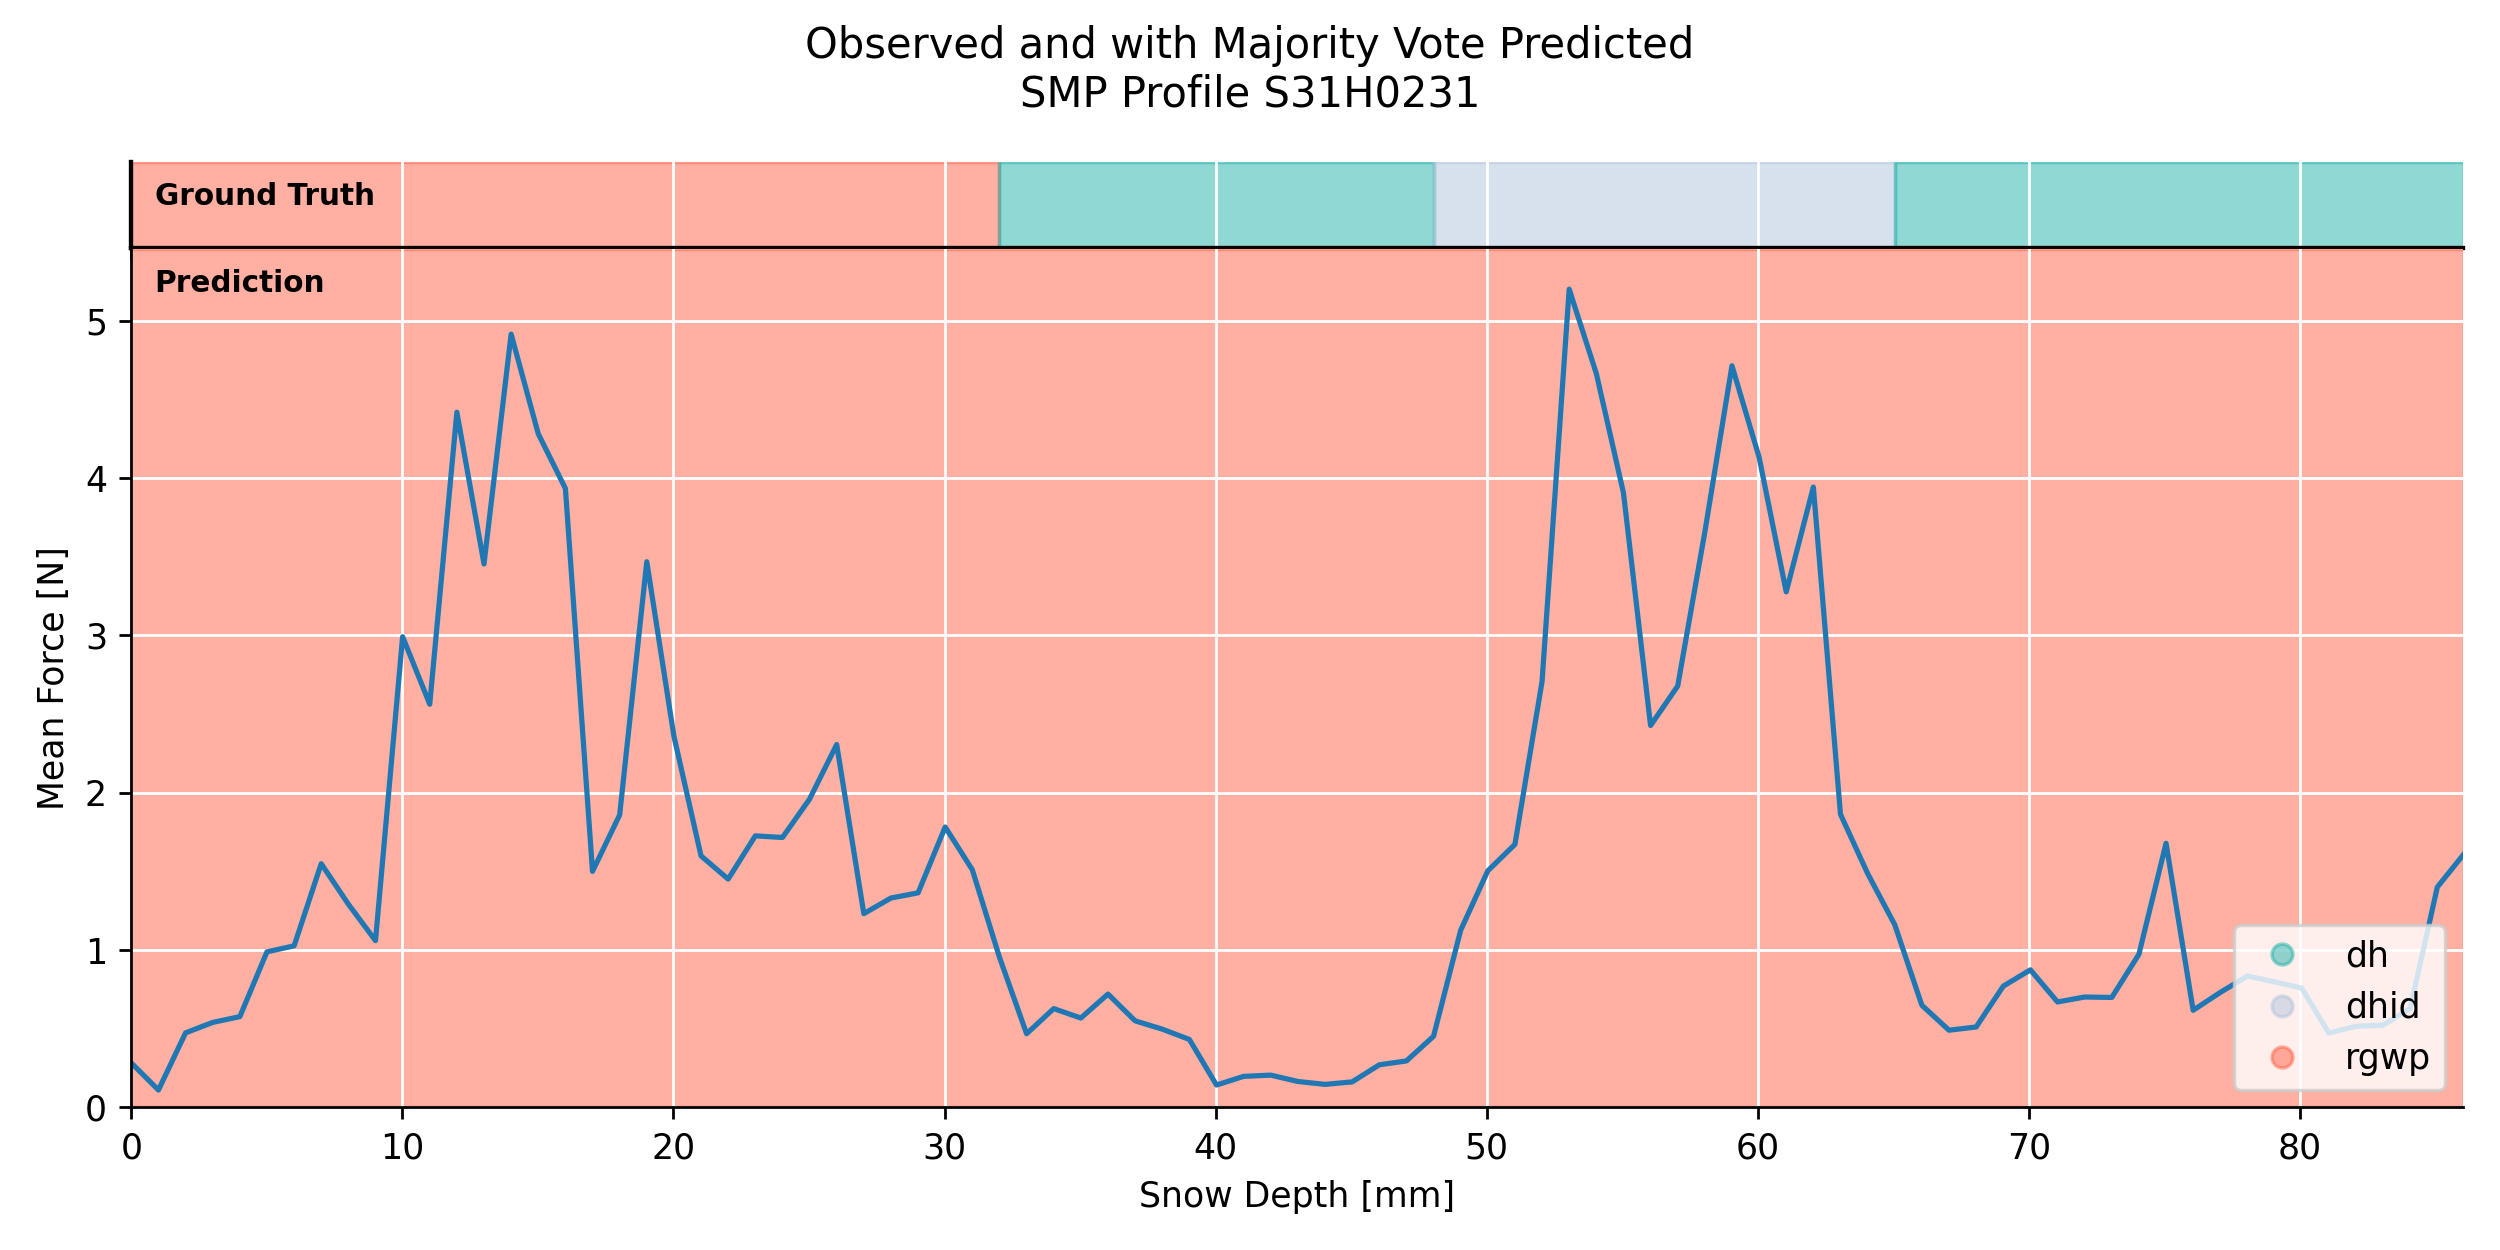 Observed and with Majority Vote Predicted
SMP Profile S31H0231
Ground Truth
Prediction
5
4
3
2
1
0
Mean Force [N]
dh
dhid
rgwp
0 10 20 30 40 50 60 70 80
Snow Depth [mm]